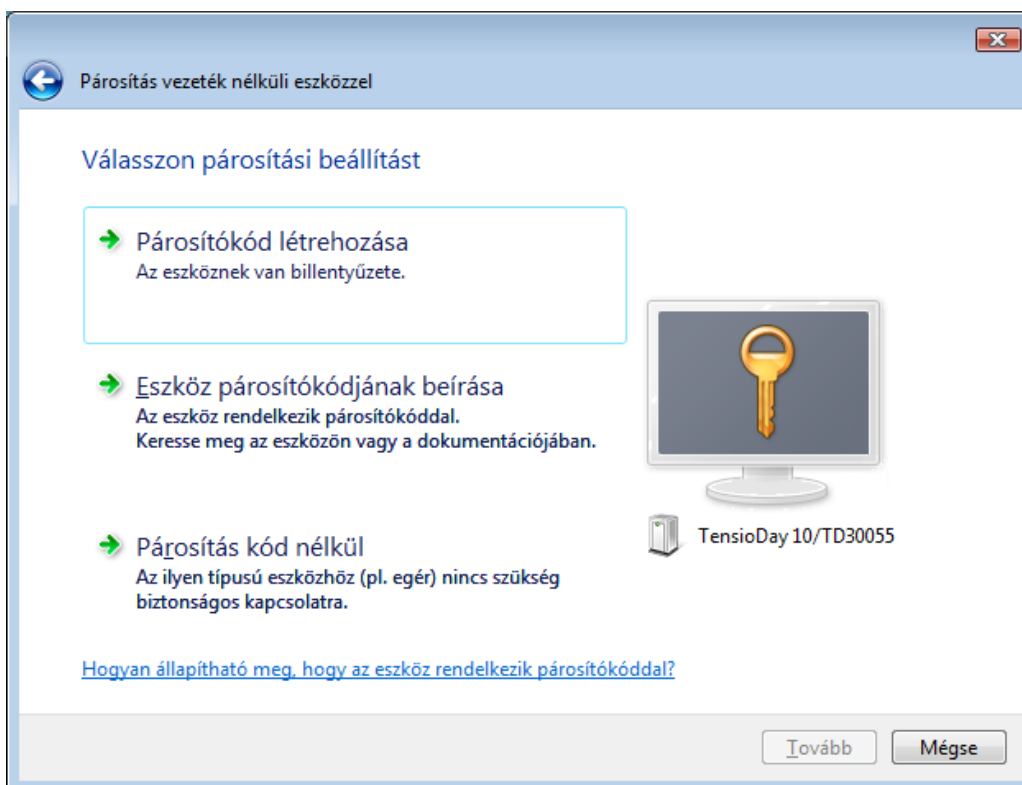 Párosítás vezeték nélküli eszközzel
Válasszon párosítási beállítást
Párosítókód létrehozása
Az eszköznek van billentyűzete.
Eszköz párosítókódjának beírása
Az eszköz rendelkezik párosítókóddal.
Keresse meg az eszközön vagy a dokumentációjában.
Párosítás kód nélkül
Az ilyen típusú eszközhöz (pl. egér) nincs szükség
biztonságos kapcsolatra.
TensioDay 10/TD30055
Hogyan állapítható meg, hogy az eszköz rendelkezik párosítókóddal?
Tovább
Mégse